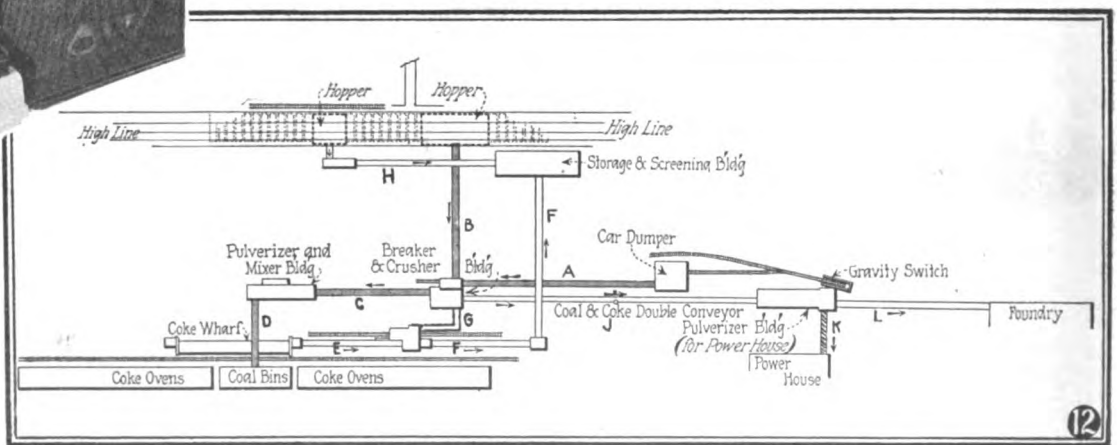 Hopper
Hopper
High Line
High Line
H
Storage & Screening Bld'g
B
F
Pulverizer and
Mixer Bld'g
Breaker
& Crusher
Bld'g
A
Car Dumper
Gravity Switch
C
Coal & Coke Double Conveyor
J
Pulverizer Bld'g
(for Power House)
L
Foundry
D
G
K
Coke Wharf
E
F
Power
House
Coke Ovens
Coal Bins
Coke Ovens
12